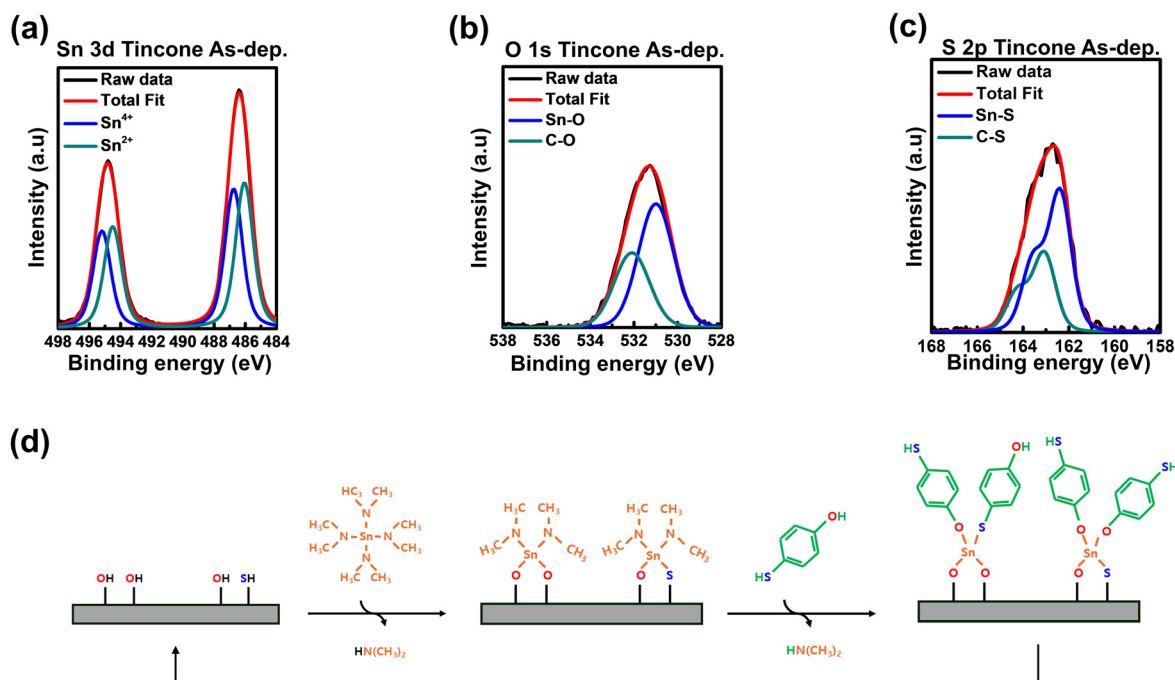 (a)
Sn 3d Tincone As-dep.
Raw data
Total Fit
Sn4+
Sn2+
Intensity (a.u)
498 496 494 492 490 488 486 484
Binding energy (eV)
(b)
O 1s Tincone As-dep.
Raw data
Total Fit
Sn-O
C-O
Intensity (a.u)
538 536 534 532 530 528
Binding energy (eV)
(c)
S 2p Tincone As-dep.
Raw data
Total Fit
Sn-S
C-S
Intensity (a.u)
168 166 164 162 160 158
Binding energy (eV)
(d)
OH OH OH SH
HC3 CH3
N
H3C CH3
N Sn N
H3C CH3
N
H3C CH3
HN(CH3)2
H3C CH3 H3C CH3
N N N N
H3C CH3 H3C CH3
Sn Sn
O O O S
OH
HS
HN(CH3)2
HS OH HS SH
O S O O
Sn Sn
O O O S